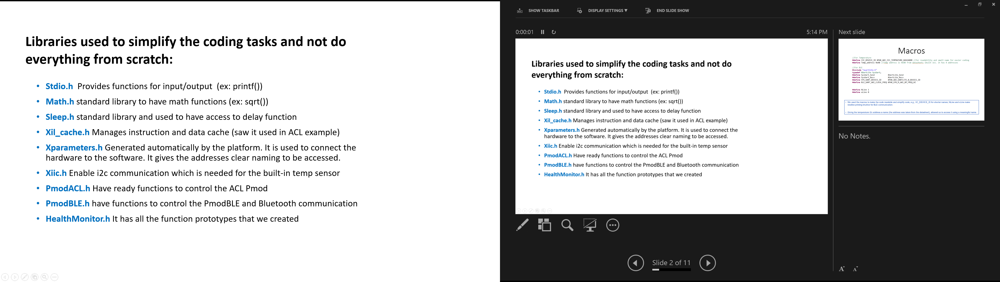 Libraries used to simplify the coding tasks and not do
everything from scratch:
• Stdio.h  Provides functions for input/output  (ex: printf())
• Math.h standard library to have math functions (ex: sqrt())
• Sleep.h standard library and used to have access to delay function
• Xil_cache.h Manages instruction and data cache (saw it used in ACL example)
• Xparameters.h Generated automatically by the platform. It is used to connect the
hardware to the software. It gives the addresses clear naming to be accessed.
• Xiic.h Enable i2c communication which is needed for the built-in temp sensor
• PmodACL.h Have ready functions to control the ACL Pmod
• PmodBLE.h have functions to control the PmodBLE and Bluetooth communication
• HealthMonitor.h It has all the function prototypes that we created
SHOW TASKBAR
DISPLAY SETTINGS ▼
END SLIDE SHOW
0:00:01
5:14 PM
Libraries used to simplify the coding tasks and not do
everything from scratch:
• Stdio.h  Provides functions for input/output  (ex: printf())
• Math.h standard library to have math functions (ex: sqrt())
• Sleep.h standard library and used to have access to delay function
• Xil_cache.h Manages instruction and data cache (saw it used in ACL example)
• Xparameters.h Generated automatically by the platform. It is used to connect the
hardware to the software. It gives the addresses clear naming to be accessed.
• Xiic.h Enable i2c communication which is needed for the built-in temp sensor
• PmodACL.h Have ready functions to control the ACL Pmod
• PmodBLE.h have functions to control the PmodBLE and Bluetooth communication
• HealthMonitor.h It has all the function prototypes that we created
Slide 2 of 11
Next slide
Macros
//For Temperature
#define IIC_DEVICE_ID XPAR_AXI_IIC_TEMPRATURE_BASEADDR //for readability and small name for easier coding
#define Temp_address 0x48 //Temp address is 0x48 from datasheets (built in). it has 4 addresses
//For BLE
#include "xuartlite.h"
typedef XUartLite SysUart;
#define SysUart_Send XUartLite_Send
#define SysUart_Recv XUartLite_Recv
#define SYS_UART_DEVICE_ID XPAR_AXI_UARTLITE_0_DEVICE_ID
#define BLE_UART_AXI_CLOCK_FREQ XPAR_CPU_M_AXI_DP_FREQ_HZ
#define NLine 1
#define xLine 0
• We used the macros to make the code readable and simplify code, e.g., IIC_DEVICE_ID for shorter names; NLine and xLine make
newline printing intuitive for BLE communication.
• Giving the temperature i2c address a name (the address was taken from the datasheet), allowed us to access it using a meaningful name
No Notes.
A
A